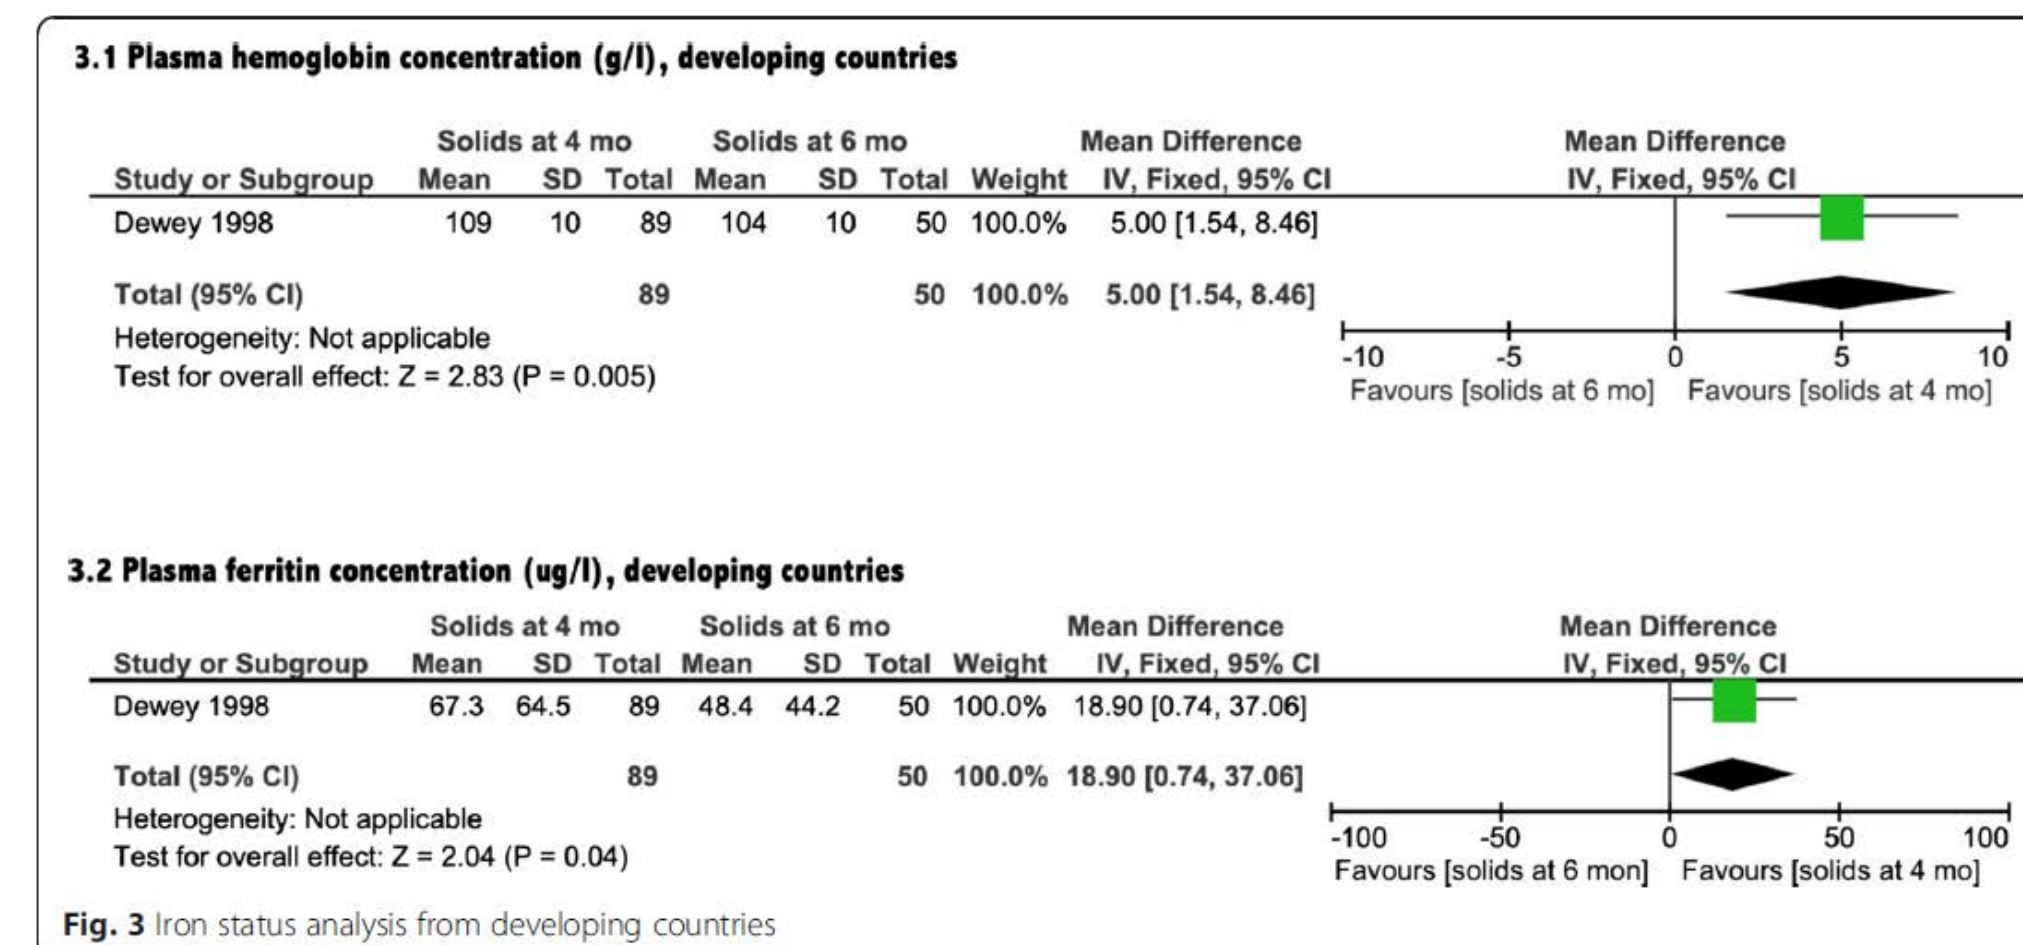 3.1 Plasma hemoglobin concentration (g/l), developing countries
Solids at 4 mo Solids at 6 mo Mean Difference Mean Difference
Study or Subgroup Mean SD Total Mean SD Total Weight IV, Fixed, 95% CI IV, Fixed, 95% CI
Dewey 1998 109 10 89 104 10 50 100.0% 5.00 [1.54, 8.46]
Total (95% CI) 89 50 100.0% 5.00 [1.54, 8.46]
Heterogeneity: Not applicable
-10 -5 0 5 10
Test for overall effect: Z = 2.83 (P = 0.005)
Favours [solids at 6 mo] Favours [solids at 4 mo]
3.2 Plasma ferritin concentration (ug/l), developing countries
Solids at 4 mo Solids at 6 mo Mean Difference Mean Difference
Study or Subgroup Mean SD Total Mean SD Total Weight IV, Fixed, 95% CI IV, Fixed, 95% CI
Dewey 1998 67.3 64.5 89 48.4 44.2 50 100.0% 18.90 [0.74, 37.06]
Total (95% CI) 89 50 100.0% 18.90 [0.74, 37.06]
Heterogeneity: Not applicable
-100 -50 0 50 100
Test for overall effect: Z = 2.04 (P = 0.04)
Favours [solids at 6 mon] Favours [solids at 4 mo]
Fig. 3 Iron status analysis from developing countries